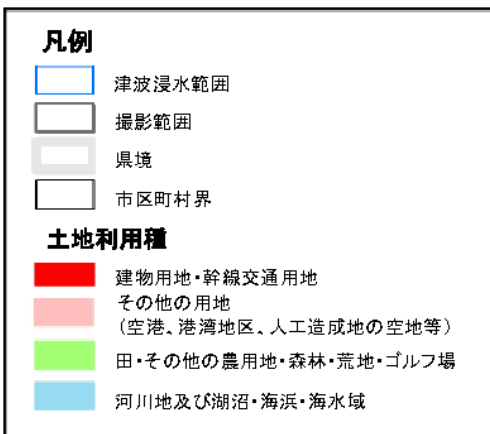 凡例
津波浸水範囲
撮影範囲
県境
市区町村界
土地利用種
建物用地・幹線交通用地
その他の用地
(空港、港湾地区、人工造成地の空地等)
田・その他の農用地・森林・荒地・ゴルフ場
河川地及び湖沼・海浜・海水域